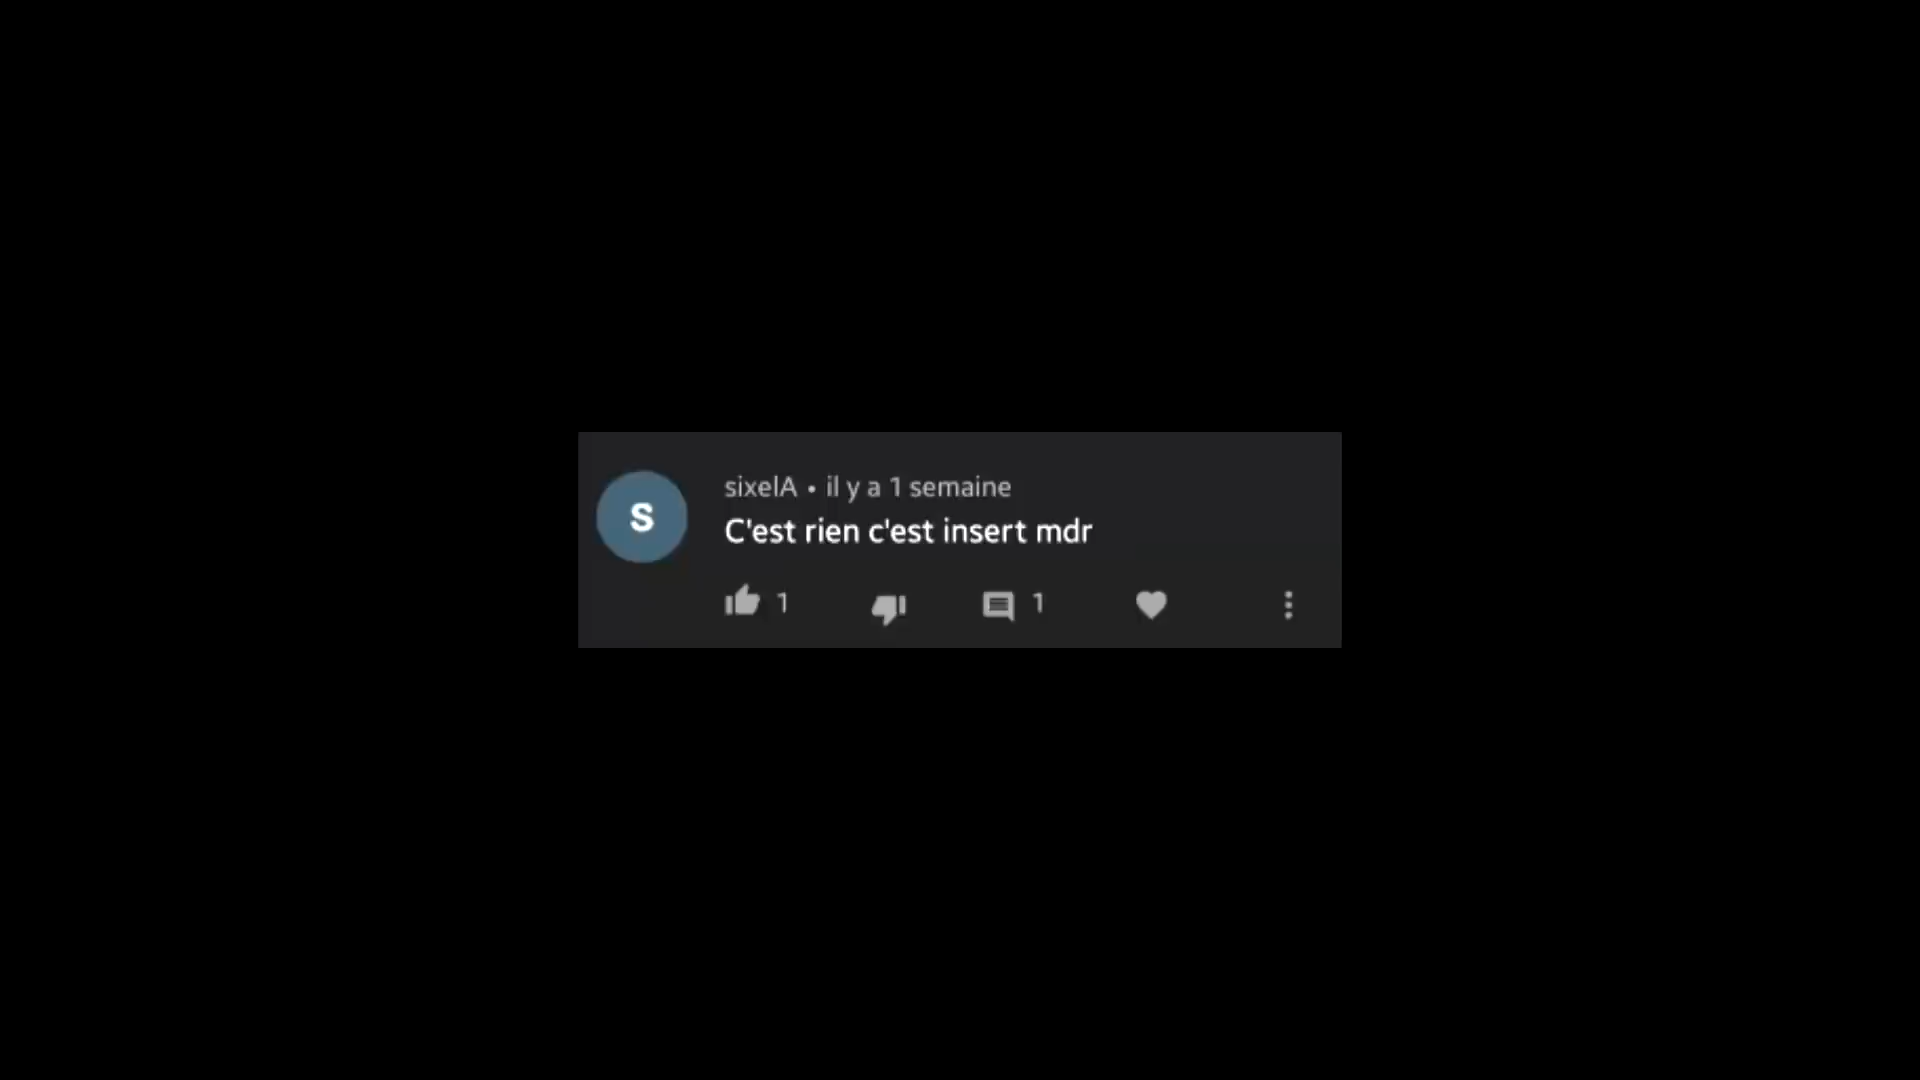 S
sixelA • il y a 1 semaine
C'est rien c'est insert mdr
1 1